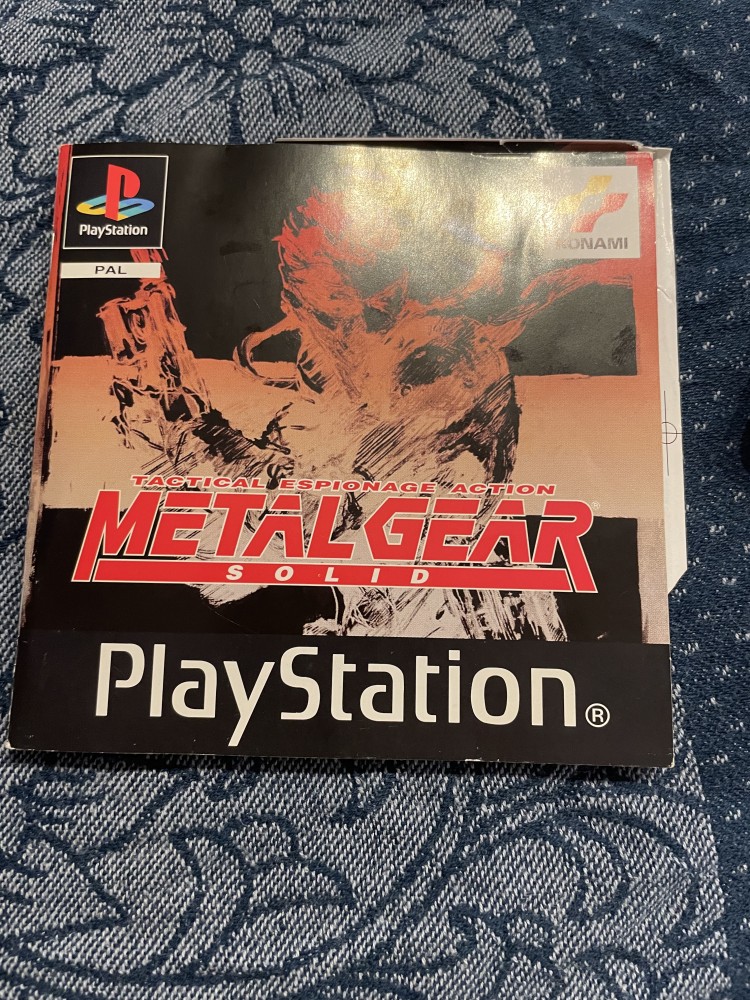 PlayStation
PAL
KONAMI
TACTICAL ESPIONAGE ACTION
METAL GEAR
SOLID
PlayStation®